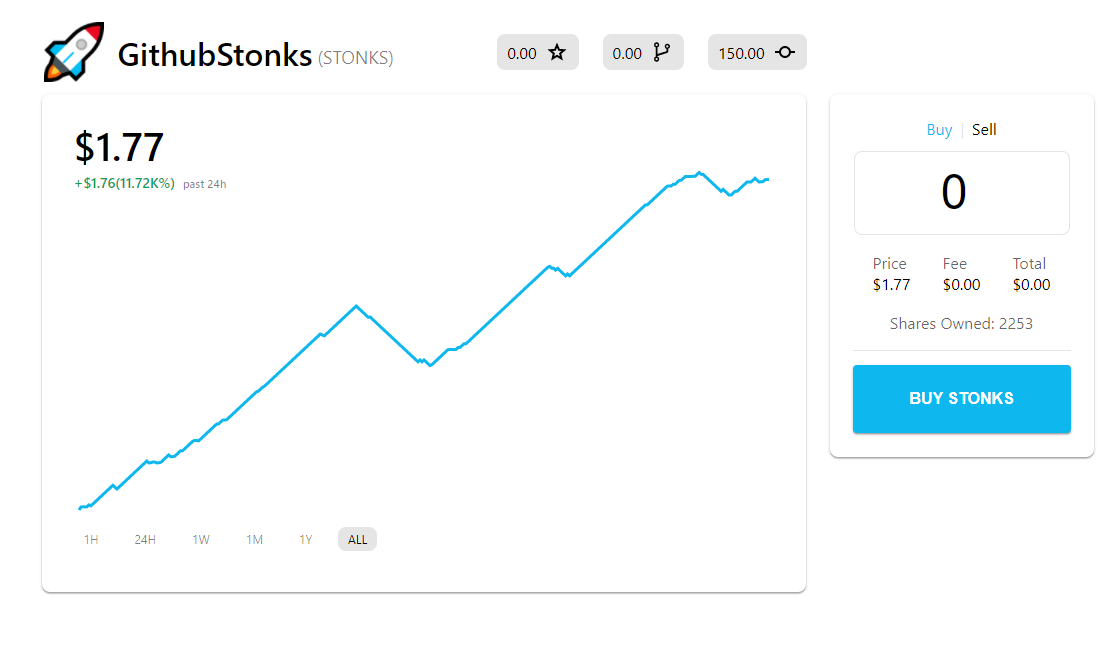 GithubStonks (STONKS)
0.00
0.00
150.00
$1.77
+$1.76(11.72K%) past 24h
1H 24H 1W 1M 1Y ALL
Buy | Sell
0
Price Fee Total
$1.77 $0.00 $0.00
Shares Owned: 2253
BUY STONKS